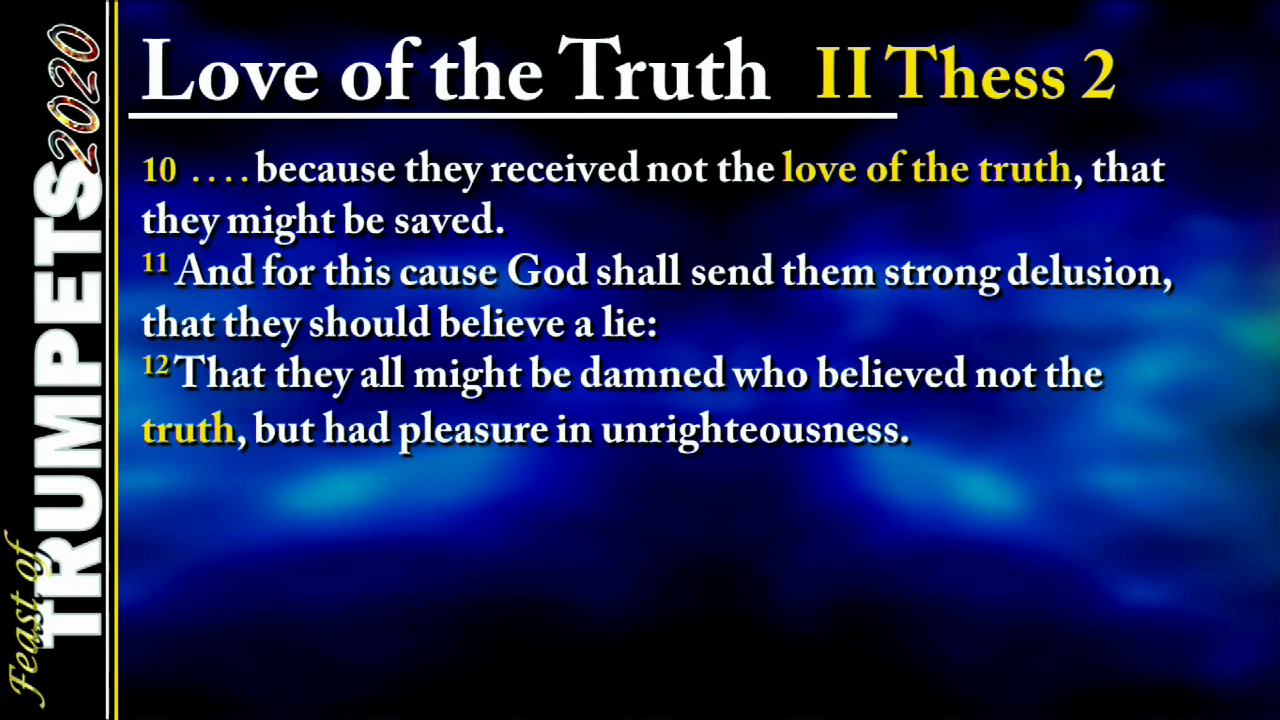 Love of the Truth II Thess 2
10 .... because they received not the love of the truth, that
they might be saved.
11 And for this cause God shall send them strong delusion,
that they should believe a lie:
12 That they all might be damned who believed not the
truth, but had pleasure in unrighteousness.
Feast of
TRUMPETS 2020